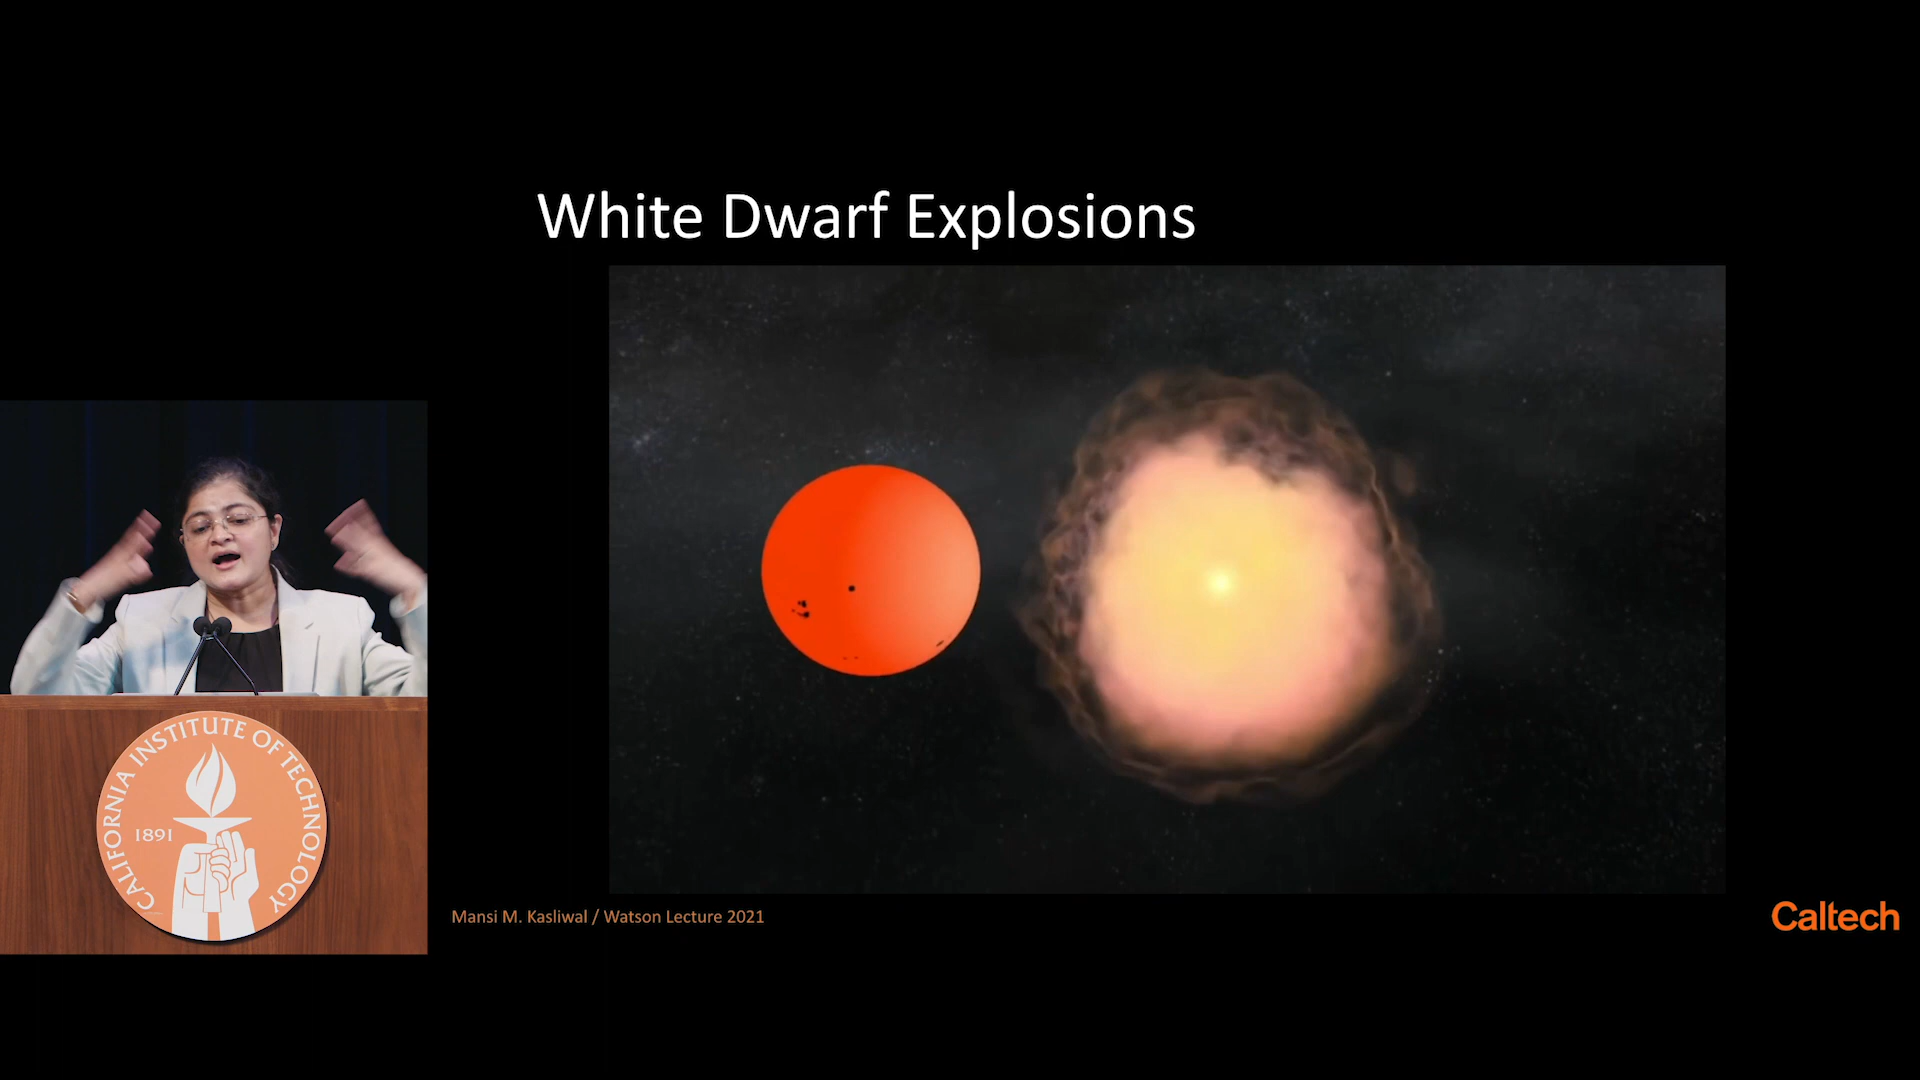 White Dwarf Explosions
CALIFORNIA INSTITUTE OF TECHNOLOGY
1891
Mansi M. Kasliwal / Watson Lecture 2021
Caltech